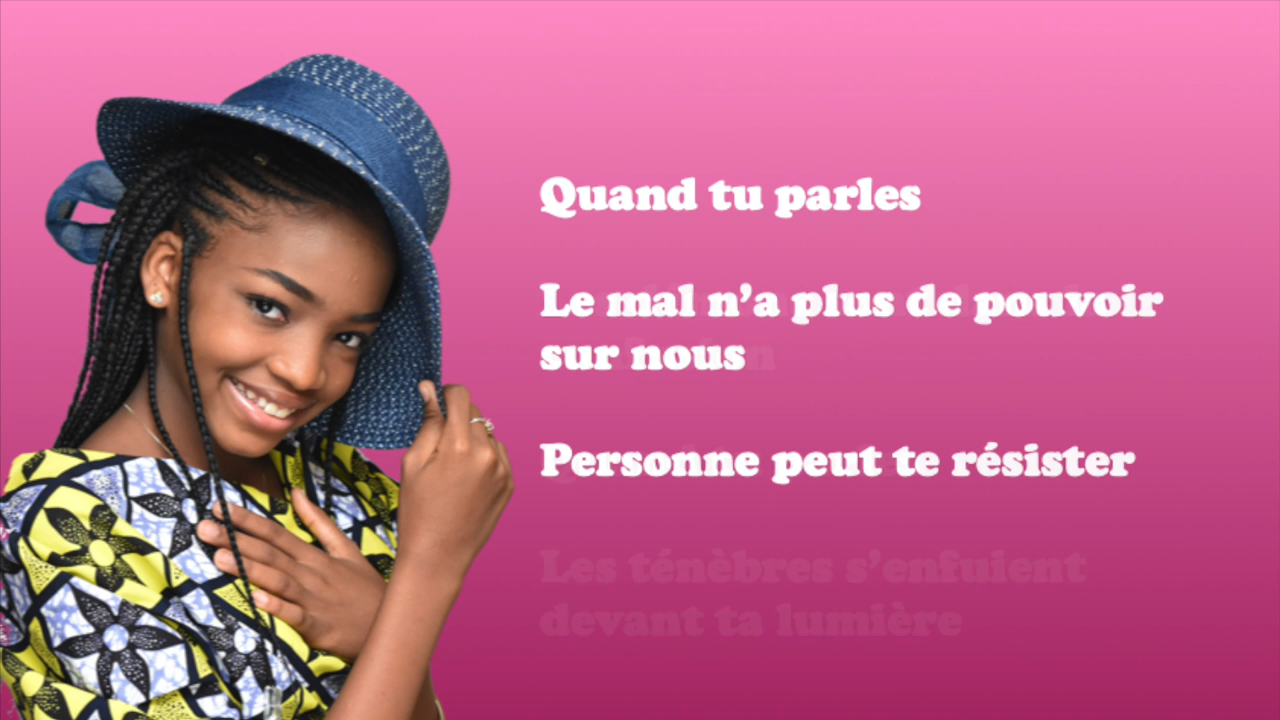 Quand tu parles
Le mal n’a plus de pouvoir
sur nous
Personne peut te résister
Les ténèbres s’enfuient
devant ta lumière